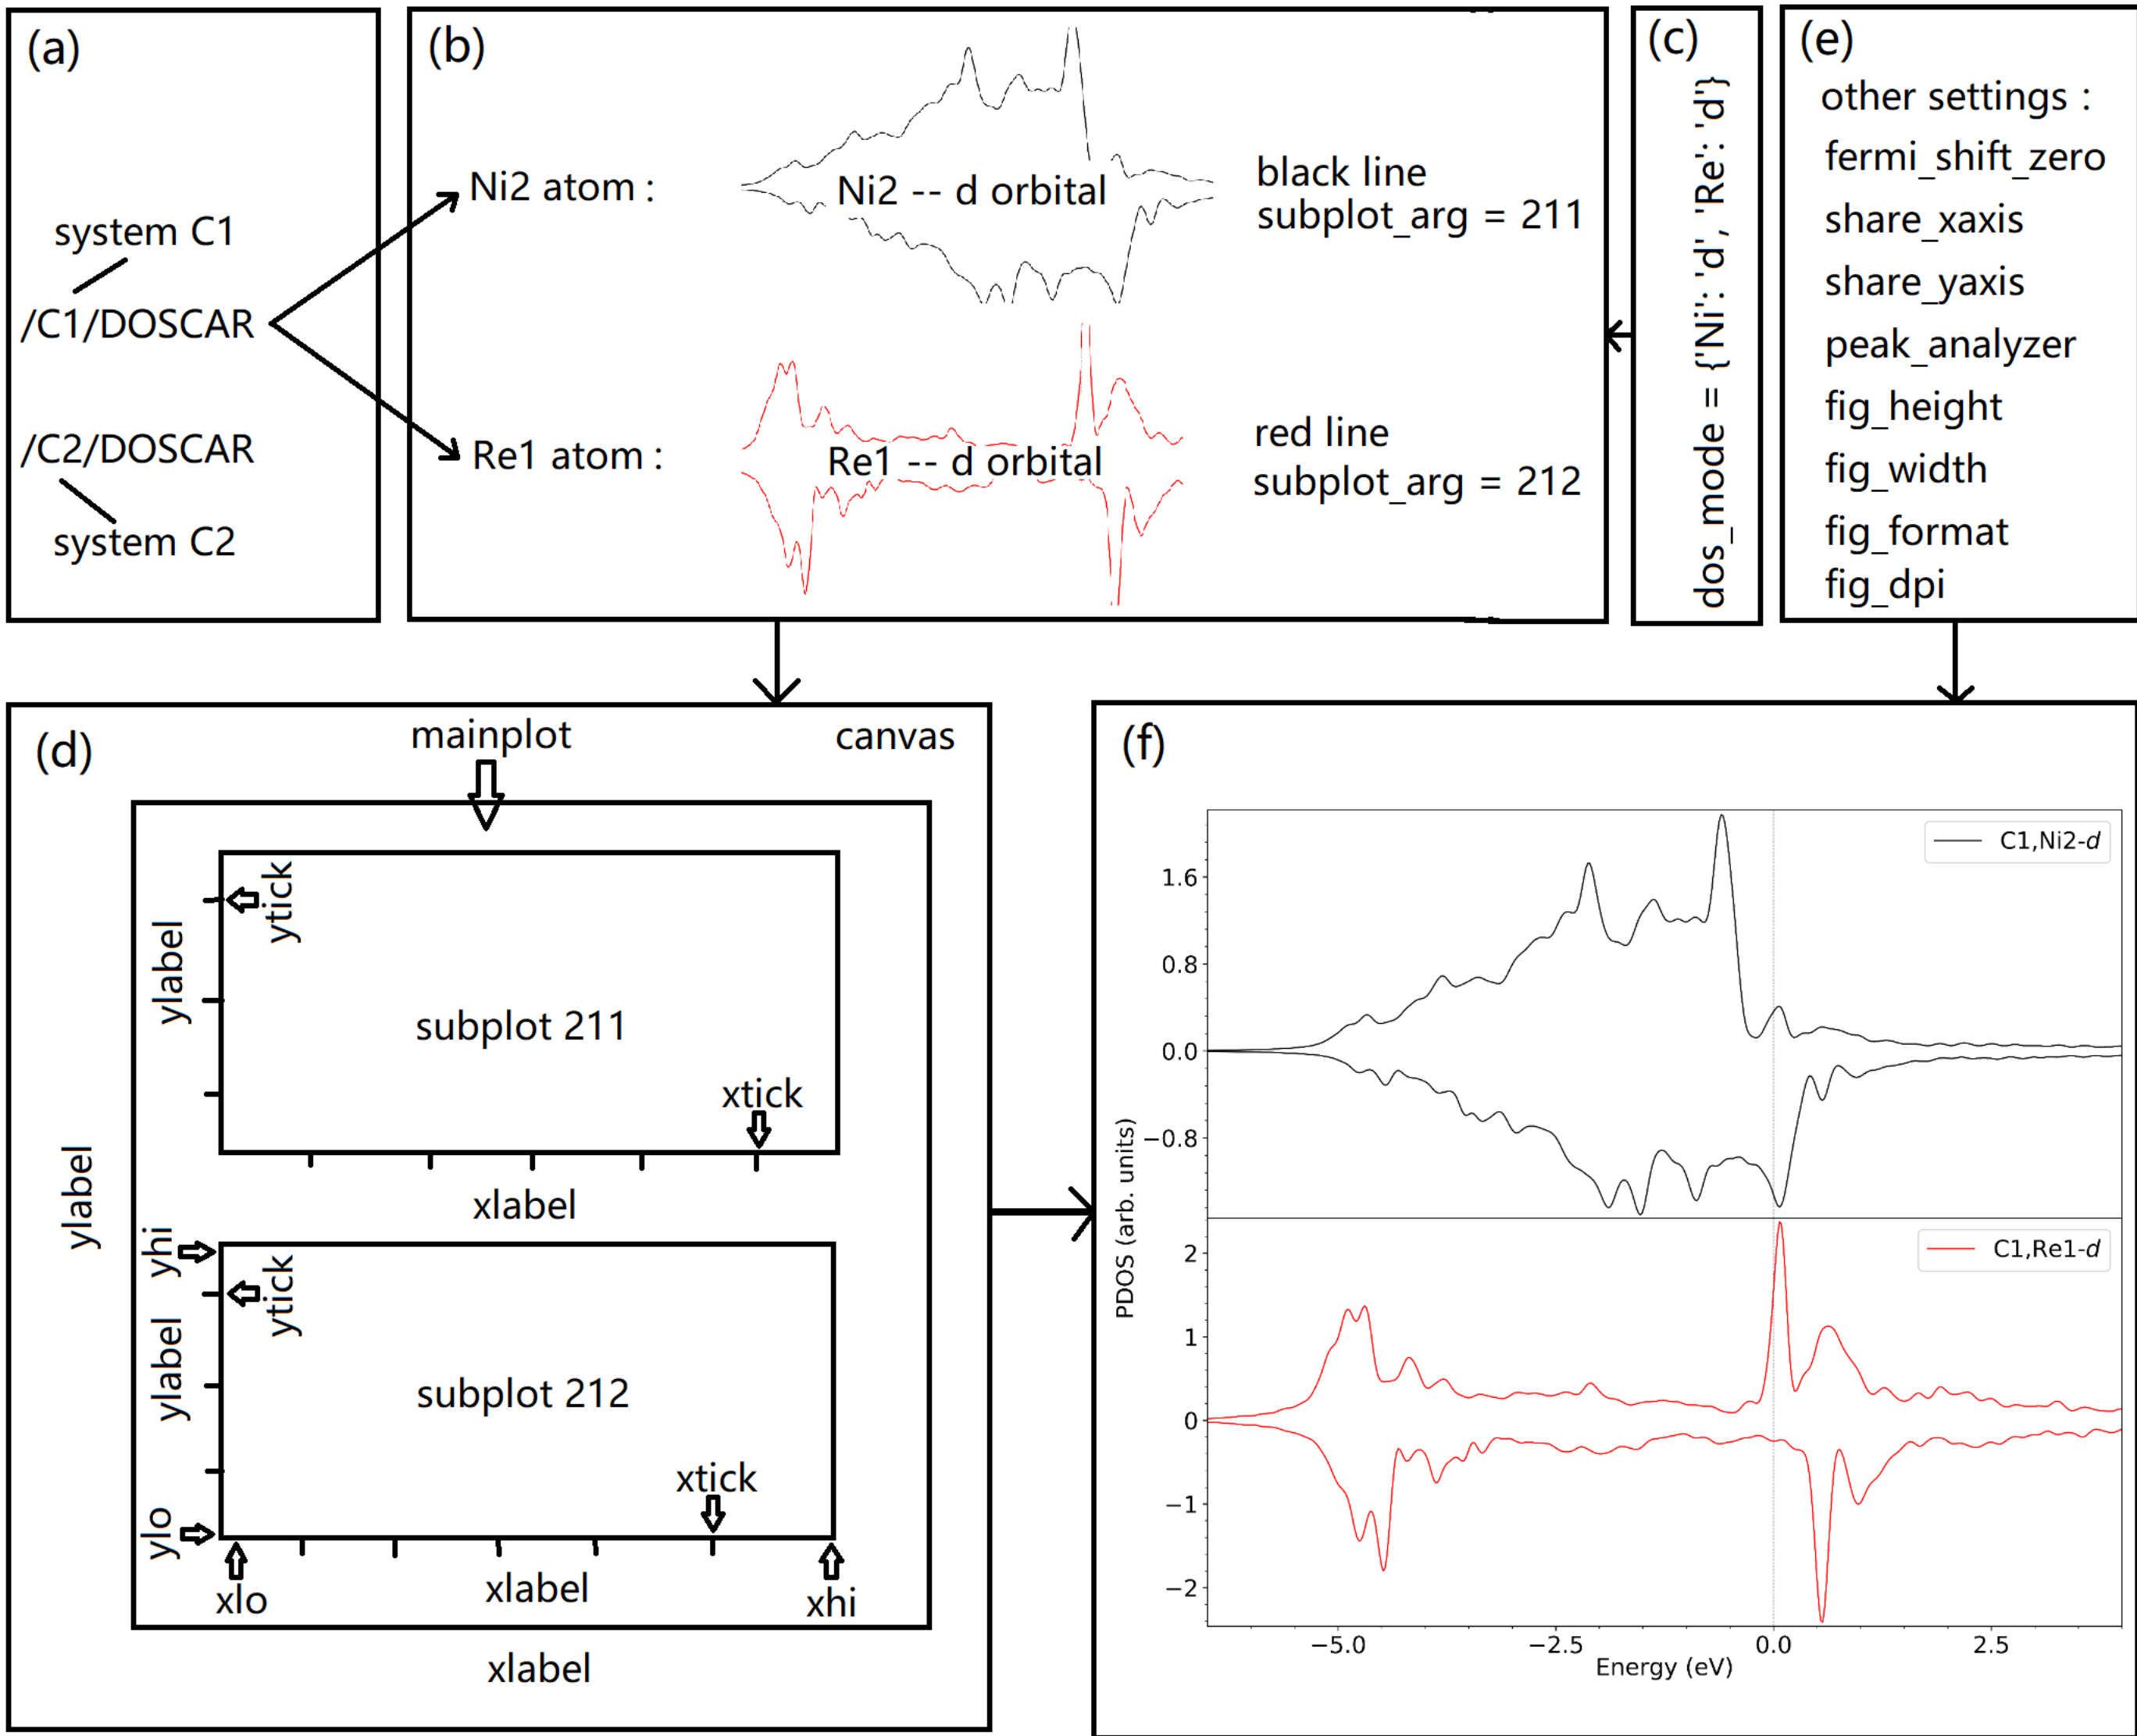 (a)
system C1
/C1/DOSCAR
/C2/DOSCAR
system C2
(b)
Ni2 atom :
Ni2 -- d orbital
black line
subplot_arg = 211
Re1 atom :
Re1 -- d orbital
red line
subplot_arg = 212
(c)
dos_mode = {'Ni': 'd', 'Re': 'd'}
(e)
other settings :
fermi_shift_zero
share_xaxis
share_yaxis
peak_analyzer
fig_height
fig_width
fig_format
fig_dpi
(d)
mainplot
canvas
ytick
ylabel
subplot 211
xtick
xlabel
ylabel
yhi
ytick
ylabel
subplot 212
xtick
ylo
xlo
xlabel
xhi
xlabel
(f)
C1,Ni2-d
1.6
0.8
0.0
−0.8
PDOS (arb. units)
C1,Re1-d
2
1
0
−1
−2
−5.0
−2.5
0.0
2.5
Energy (eV)